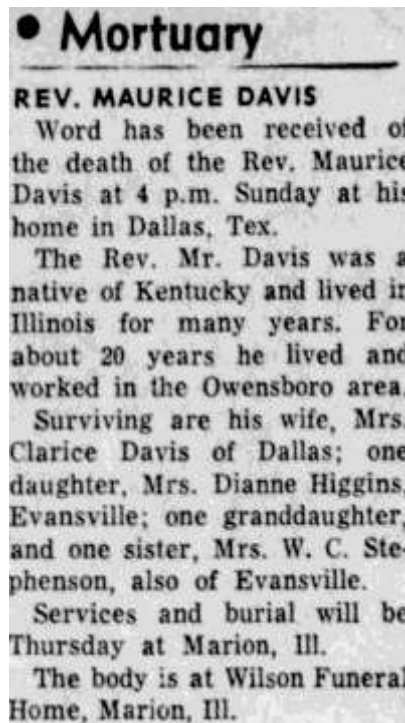 • Mortuary
REV. MAURICE DAVIS
Word has been received of
the death of the Rev. Maurice
Davis at 4 p.m. Sunday at his
home in Dallas, Tex.
The Rev. Mr. Davis was a
native of Kentucky and lived in
Illinois for many years. For
about 20 years he lived and
worked in the Owensboro area.
Surviving are his wife, Mrs.
Clarice Davis of Dallas; one
daughter, Mrs. Dianne Higgins,
Evansville; one granddaughter,
and one sister, Mrs. W. C. Ste-
phenson, also of Evansville.
Services and burial will be
Thursday at Marion, Ill.
The body is at Wilson Funeral
Home, Marion, Ill.